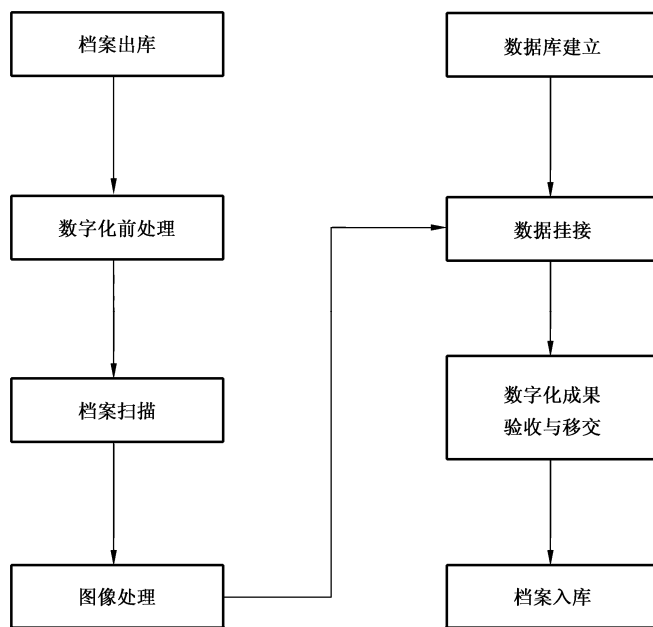 档案出库
数字化前处理
档案扫描
图像处理
数据库建立
数据挂接
数字化成果
验收与移交
档案入库